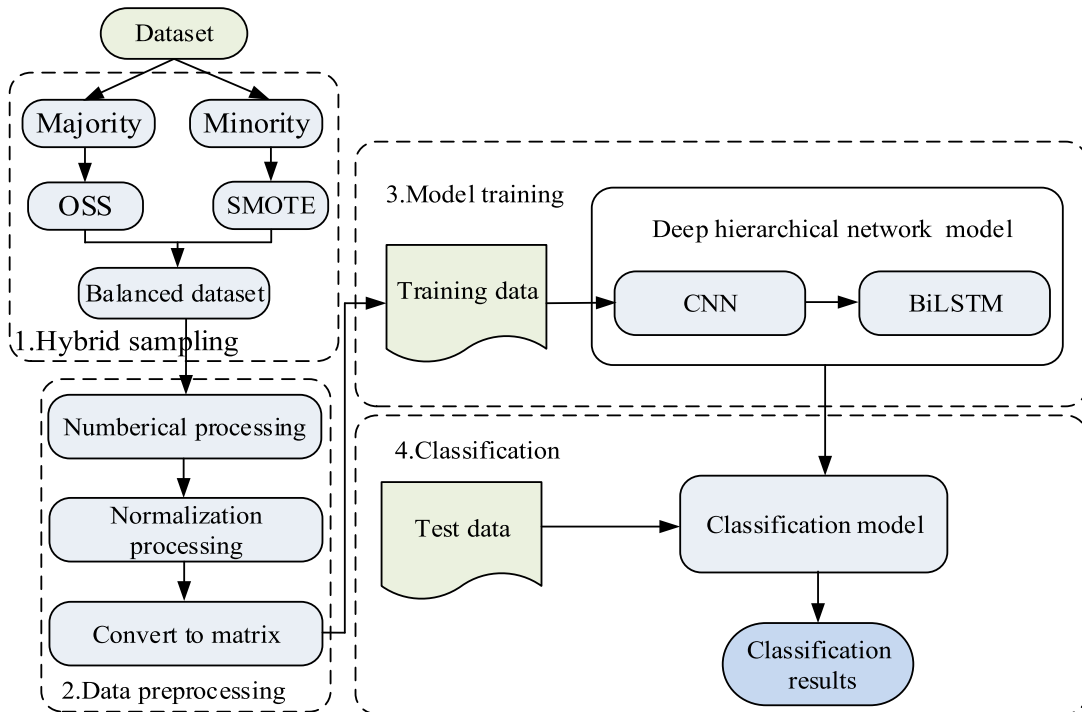 Dataset
Majority
Minority
OSS
SMOTE
Balanced dataset
1.Hybrid sampling
Numberical processing
Normalization
processing
Convert to matrix
2.Data preprocessing
3.Model training
Training data
Deep hierarchical network model
CNN
BiLSTM
4.Classification
Test data
Classification model
Classification
results